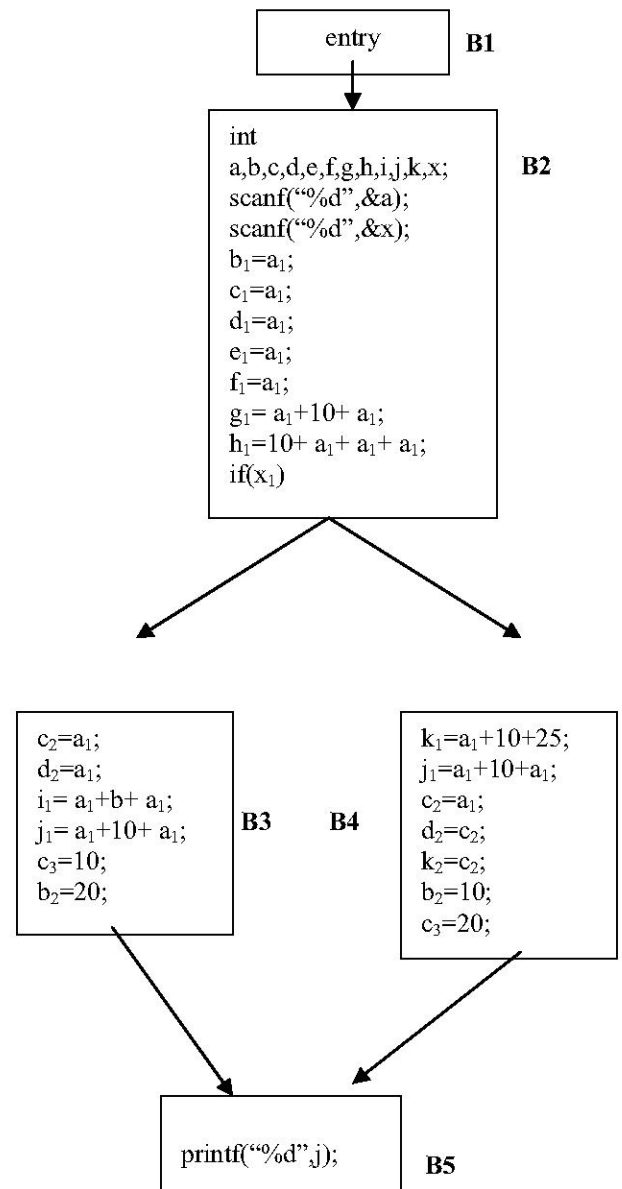 entry
B1
int
a,b,c,d,e,f,g,h,i,j,k,x;
B2
scanf(“%d”,&a);
scanf(“%d”,&x);
b₁=a₁;
c₁=a₁;
d₁=a₁;
e₁=a₁;
f₁=a₁;
g₁= a₁+10+ a₁;
h₁=10+ a₁+ a₁+ a₁;
if(x₁)
c₂=a₁;
d₂=a₁;
i₁= a₁+b+ a₁;
j₁= a₁+10+ a₁;
c₃=10;
b₂=20;
B3
B4
k₁=a₁+10+25;
j₁=a₁+10+a₁;
c₂=a₁;
d₂=c₂;
k₂=c₂;
b₂=10;
c₃=20;
printf(“%d”,j);
B5